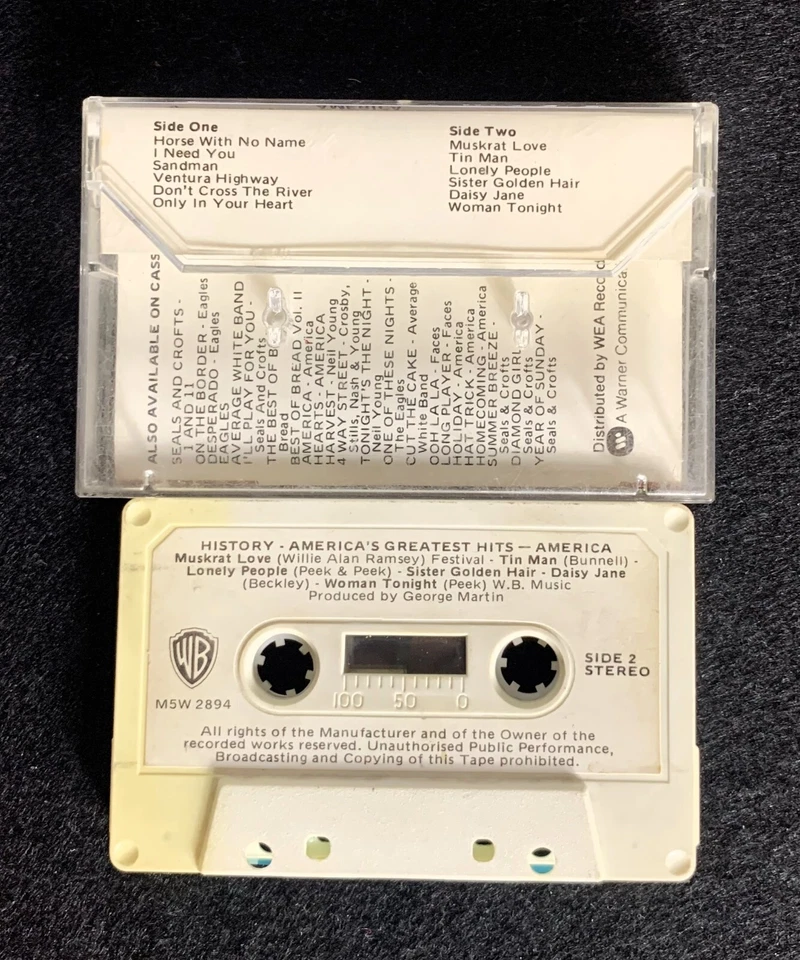 Side One
Horse With No Name
I Need You
Sandman
Ventura Highway
Don't Cross The River
Only In Your Heart
Side Two
Muskrat Love
Tin Man
Lonely People
Sister Golden Hair
Daisy Jane
Woman Tonight
ALSO AVAILABLE ON CASS
SEALS AND CROFTS -
1 AND 11
ON THE BORDER - Eagles
DESPERADO - Eagles
EAGLES -
AVERAGE WHITE BAND
I'LL PLAY FOR YOU -
Seals And Crofts
THE BEST OF B
Bread
BEST OF BREAD Vol. II
AMERICA - America
HEARTS - AMERICA
HARVEST - Neil Young
4 WAY STREET - Crosby,
Stills, Nash & Young
TONIGHT'S THE NIGHT -
Neil Young
ONE OF THESE NIGHTS -
The Eagles
CUT THE CAKE - Average
White Band
OOH LA LA - Faces
LONG PLAYER - Faces
HOLIDAY - America
HAT TRICK - America
HOMECOMING - America
SUMMER BREEZE -
Seals & Crofts
DIAMOND GIRL
Seals & Crofts
YEAR OF SUNDAY -
Seals & Crofts
Distributed by WEA Record
A Warner Communica
HISTORY - AMERICA'S GREATEST HITS — AMERICA
Muskrat Love (Willie Alan Ramsey) Festival - Tin Man (Bunnell) -
Lonely People (Peek & Peek) - Sister Golden Hair - Daisy Jane
(Beckley) - Woman Tonight (Peek) W.B. Music
Produced by George Martin
WB
M5W 2894
SIDE 2
STEREO
100 50 0
All rights of the Manufacturer and of the Owner of the
recorded works reserved. Unauthorised Public Performance,
Broadcasting and Copying of this Tape prohibited.